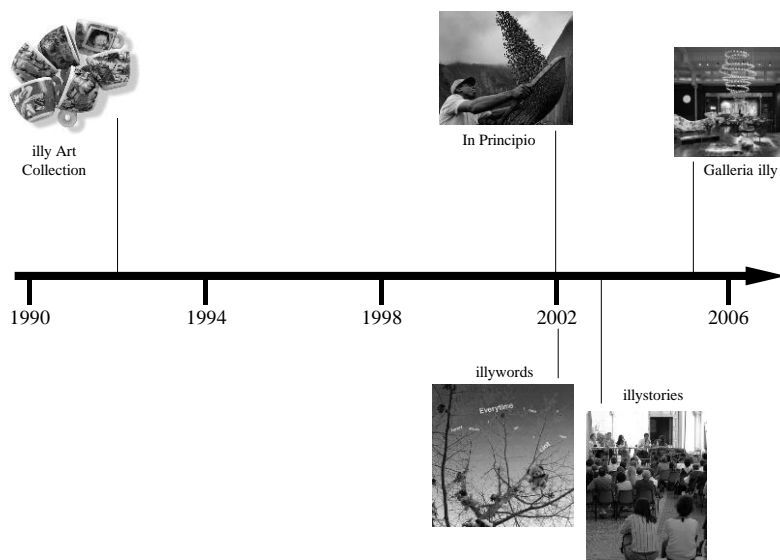 illy Art
Collection
In Principio
Galleria illy
1990
1994
1998
2002
2006
illywords
illystories
Everytime